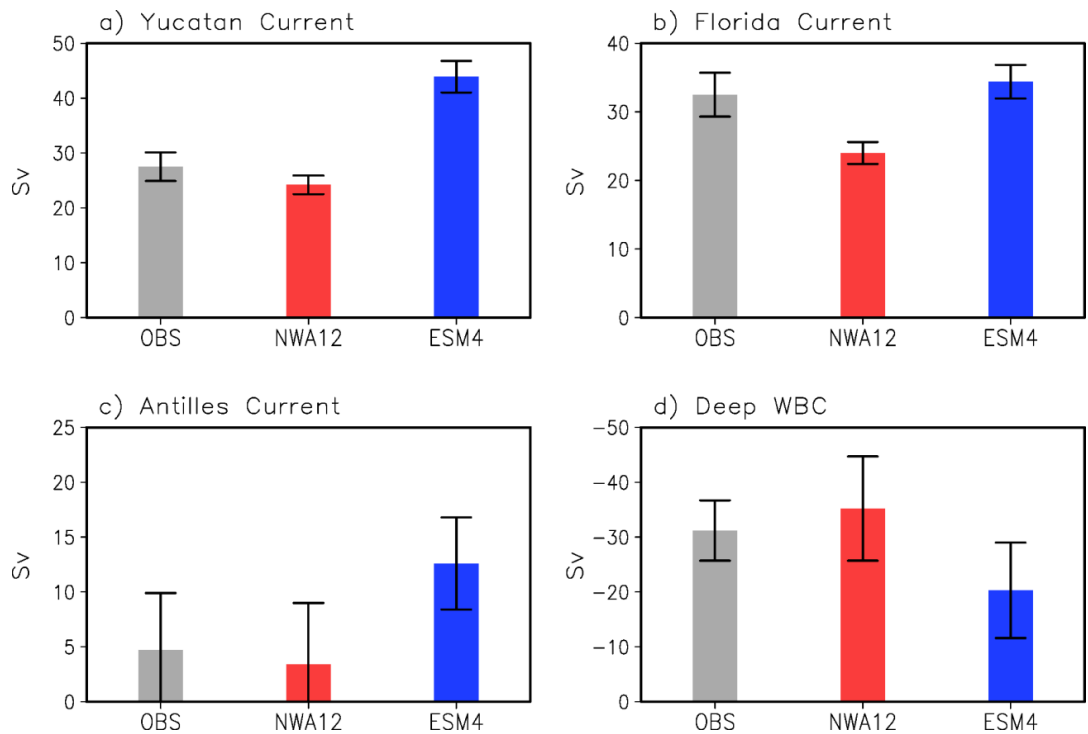 a) Yucatan Current
50
40
30
20
10
0
Sv
OBS NWA12 ESM4
b) Florida Current
-40
30
20
10
0
Sv
OBS NWA12 ESM4
c) Antilles Current
25
20
15
10
5
0
Sv
OBS NWA12 ESM4
d) Deep WBC
-50
-40
-30
-20
-10
0
Sv
OBS NWA12 ESM4